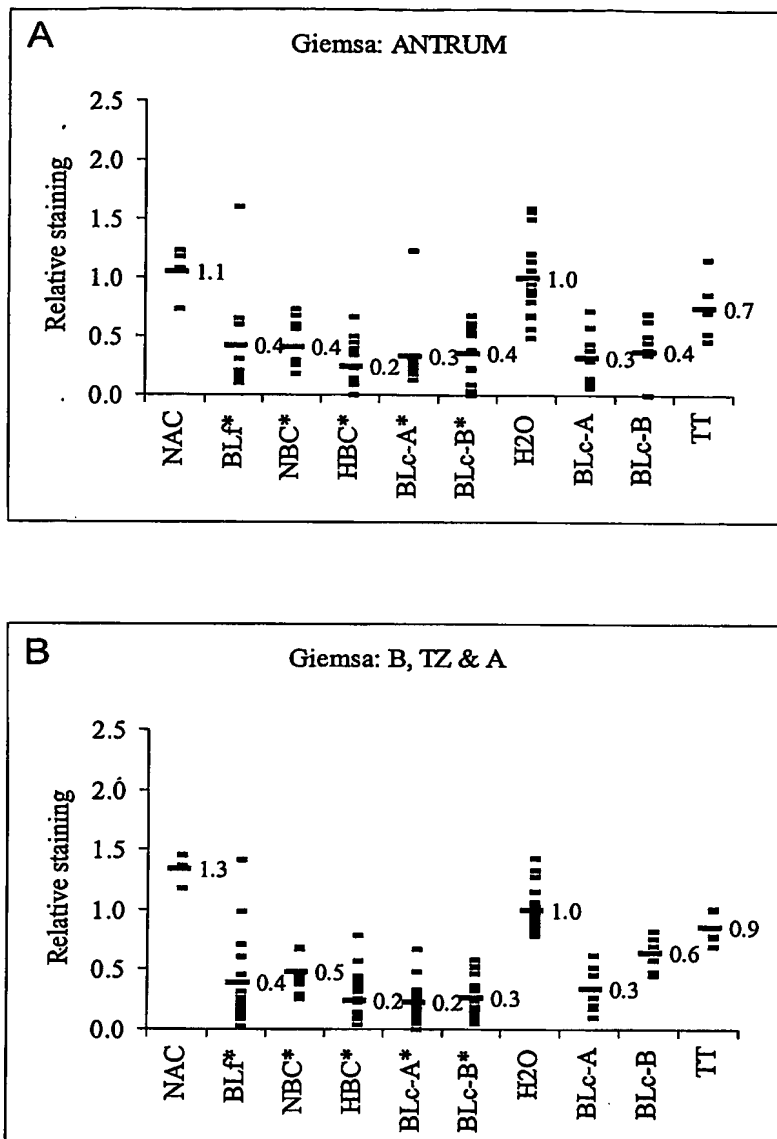 A
Giemsa: ANTRUM
Relative staining
2.5
2.0
1.5
1.0
0.5
0.0
1.1
0.4
0.4
0.2
0.3
0.4
1.0
0.3
0.4
0.7
NAC
BLf*
NBC*
HBC*
BLc-A*
BLc-B*
H2O
BLc-A
BLc-B
TT
B
Giemsa: B, TZ & A
Relative staining
2.5
2.0
1.5
1.0
0.5
0.0
1.3
0.4
0.5
0.2
0.2
0.3
1.0
0.3
0.6
0.9
NAC
BLf*
NBC*
HBC*
BLc-A*
BLc-B*
H2O
BLc-A
BLc-B
TT